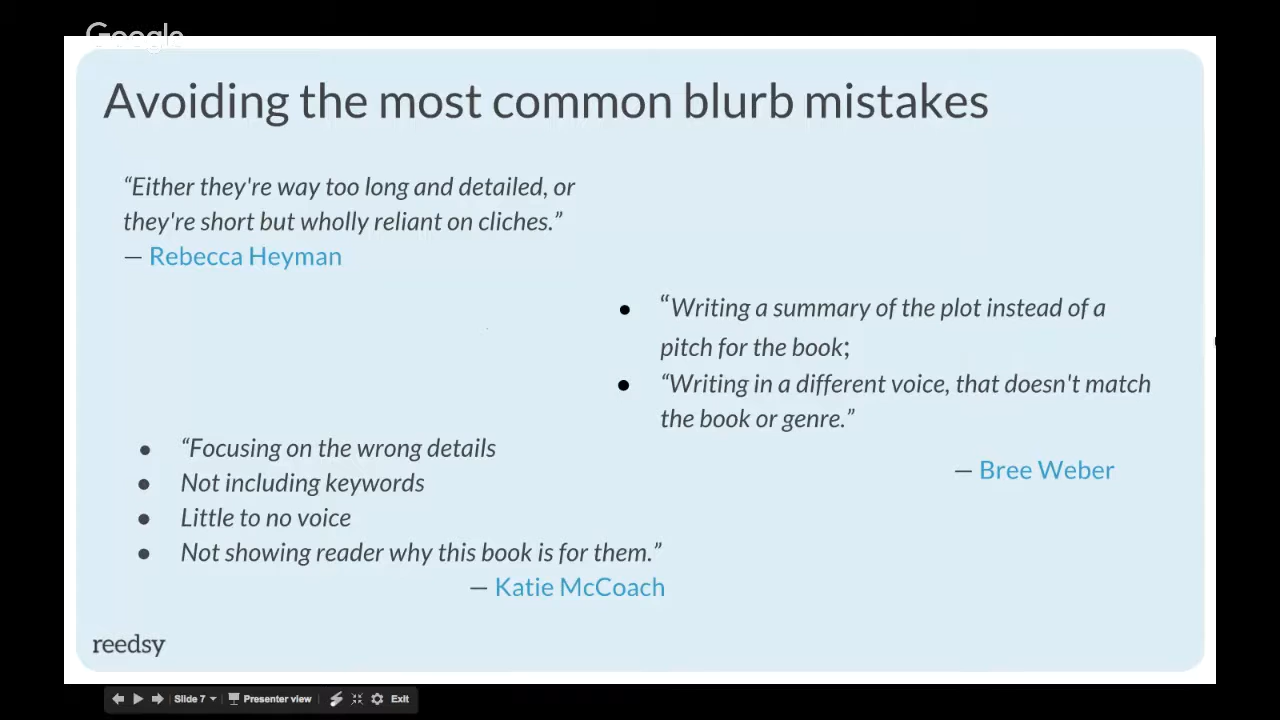 Google
Avoiding the most common blurb mistakes
“Either they're way too long and detailed, or
they're short but wholly reliant on cliches.”
— Rebecca Heyman
● “Writing a summary of the plot instead of a
pitch for the book;
● “Writing in a different voice, that doesn't match
the book or genre.”
— Bree Weber
● “Focusing on the wrong details
● Not including keywords
● Little to no voice
● Not showing reader why this book is for them.”
— Katie McCoach
reedsy
Slide 7 Presenter view Exit